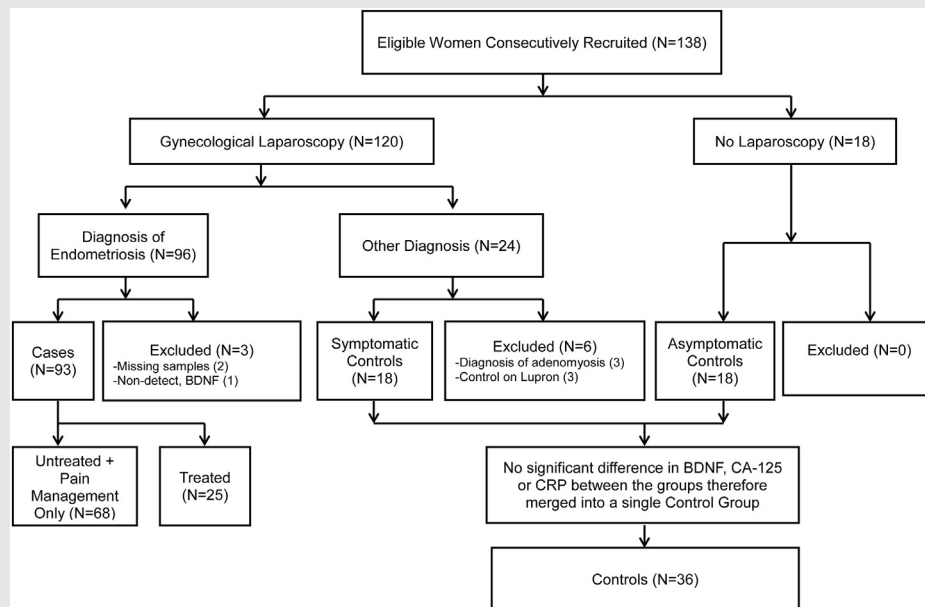 Eligible Women Consecutively Recruited (N=138)
Gynecological Laparoscopy (N=120)
No Laparoscopy (N=18)
Diagnosis of
Endometriosis (N=96)
Other Diagnosis (N=24)
Cases
(N=93)
Excluded (N=3)
-Missing samples (2)
-Non-detect, BDNF (1)
Symptomatic
Controls
(N=18)
Excluded (N=6)
-Diagnosis of adenomyosis (3)
-Control on Lupron (3)
Asymptomatic
Controls
(N=18)
Excluded (N=0)
Untreated +
Pain
Management
Only (N=68)
Treated
(N=25)
No significant difference in BDNF, CA-125
or CRP between the groups therefore
merged into a single Control Group
Controls (N=36)